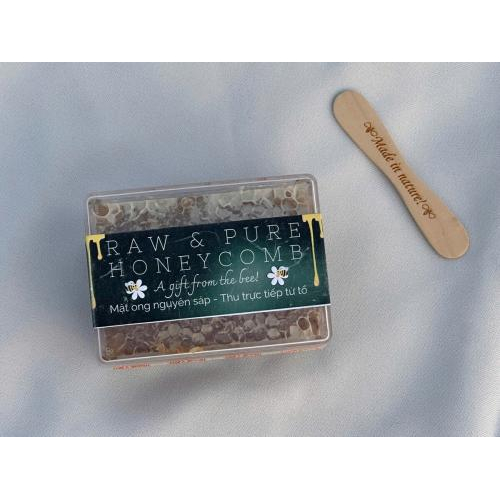 RAW & PURE
HONEYCOMB
A gift from the bee!
Mật ong nguyên sáp - Thu trực tiếp từ tổ
Made in nature!